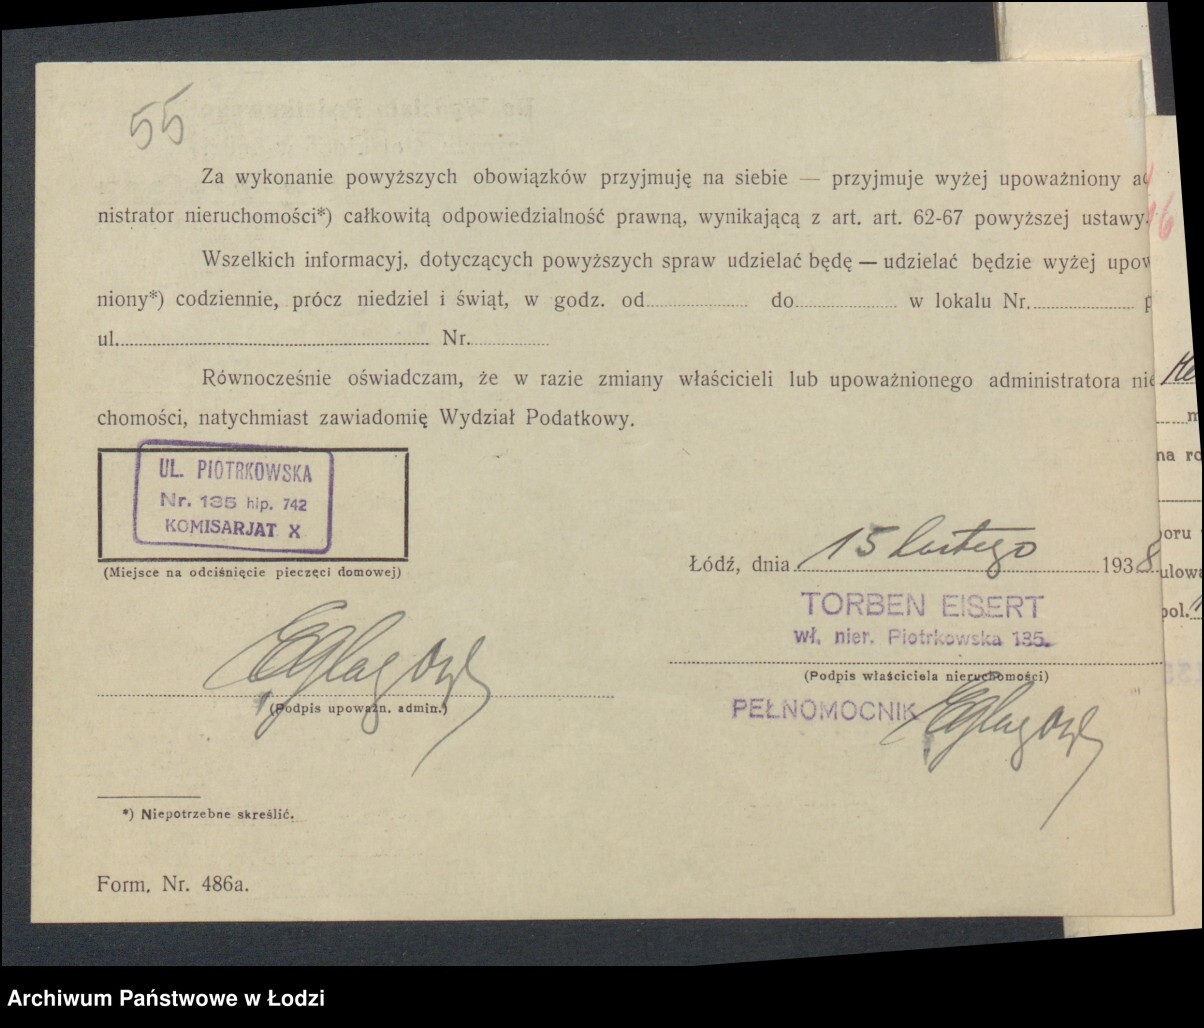 55
Za wykonanie powyższych obowiązków przyjmuję na siebie — przyjmuje wyżej upoważniony
nistrator nieruchomości*) całkowitą odpowiedzialność prawną, wynikającą z art. art. 62-67 powyższej ustawy.
Wszelkich informacyj, dotyczących powyższych spraw udzielać będę — udzielać będzie wyżej upow
niony*) codziennie, prócz niedziel i świąt, w godz. od do w lokalu Nr. p
ul. Nr.
Równocześnie oświadczam, że w razie zmiany właścicieli lub upoważnionego administratora nie
chomości, natychmiast zawiadomię Wydział Podatkowy.
UL. PIOTRKOWSKA
Nr. 135 hip. 742
KOMISARJAT X
(Miejsce na odciśnięcie pieczęci domowej)
Łódź, dnia 15 lutego 1938
TORBEN EISERT
wł. nier. Piotrkowska 135.
(Podpis właściciela nieruchomości)
(Podpis upoważn. admin.)
PEŁNOMOCNIK
*) Niepotrzebne skreślić.
Form. Nr. 486a.
na ro
oru
ulowa
pol.
Archiwum Państwowe w Łodzi